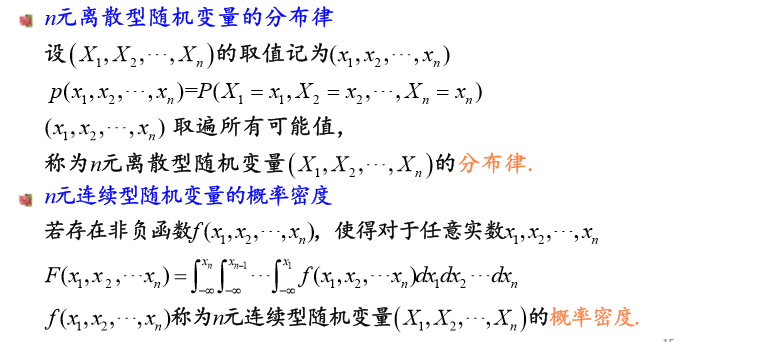 n元离散型随机变量的分布律
设(X₁,X₂,⋯,Xₙ)的取值记为(x₁,x₂,⋯,xₙ)
p(x₁,x₂,⋯,xₙ)=P(X₁=x₁,X₂=x₂,⋯,Xₙ=xₙ)
(x₁,x₂,⋯,xₙ) 取遍所有可能值，
称为n元离散型随机变量(X₁,X₂,⋯,Xₙ)的分布律.
n元连续型随机变量的概率密度
若存在非负函数f(x₁,x₂,⋯,xₙ)，使得对于任意实数x₁,x₂,⋯,xₙ
F(x₁,x₂,⋯xₙ)=∫_{-∞}^{xₙ}∫_{-∞}^{xₙ₋₁}⋯∫_{-∞}^{x₁}f(x₁,x₂,⋯xₙ)dx₁dx₂⋯dxₙ
f(x₁,x₂,⋯,xₙ)称为n元连续型随机变量(X₁,X₂,⋯,Xₙ)的概率密度.